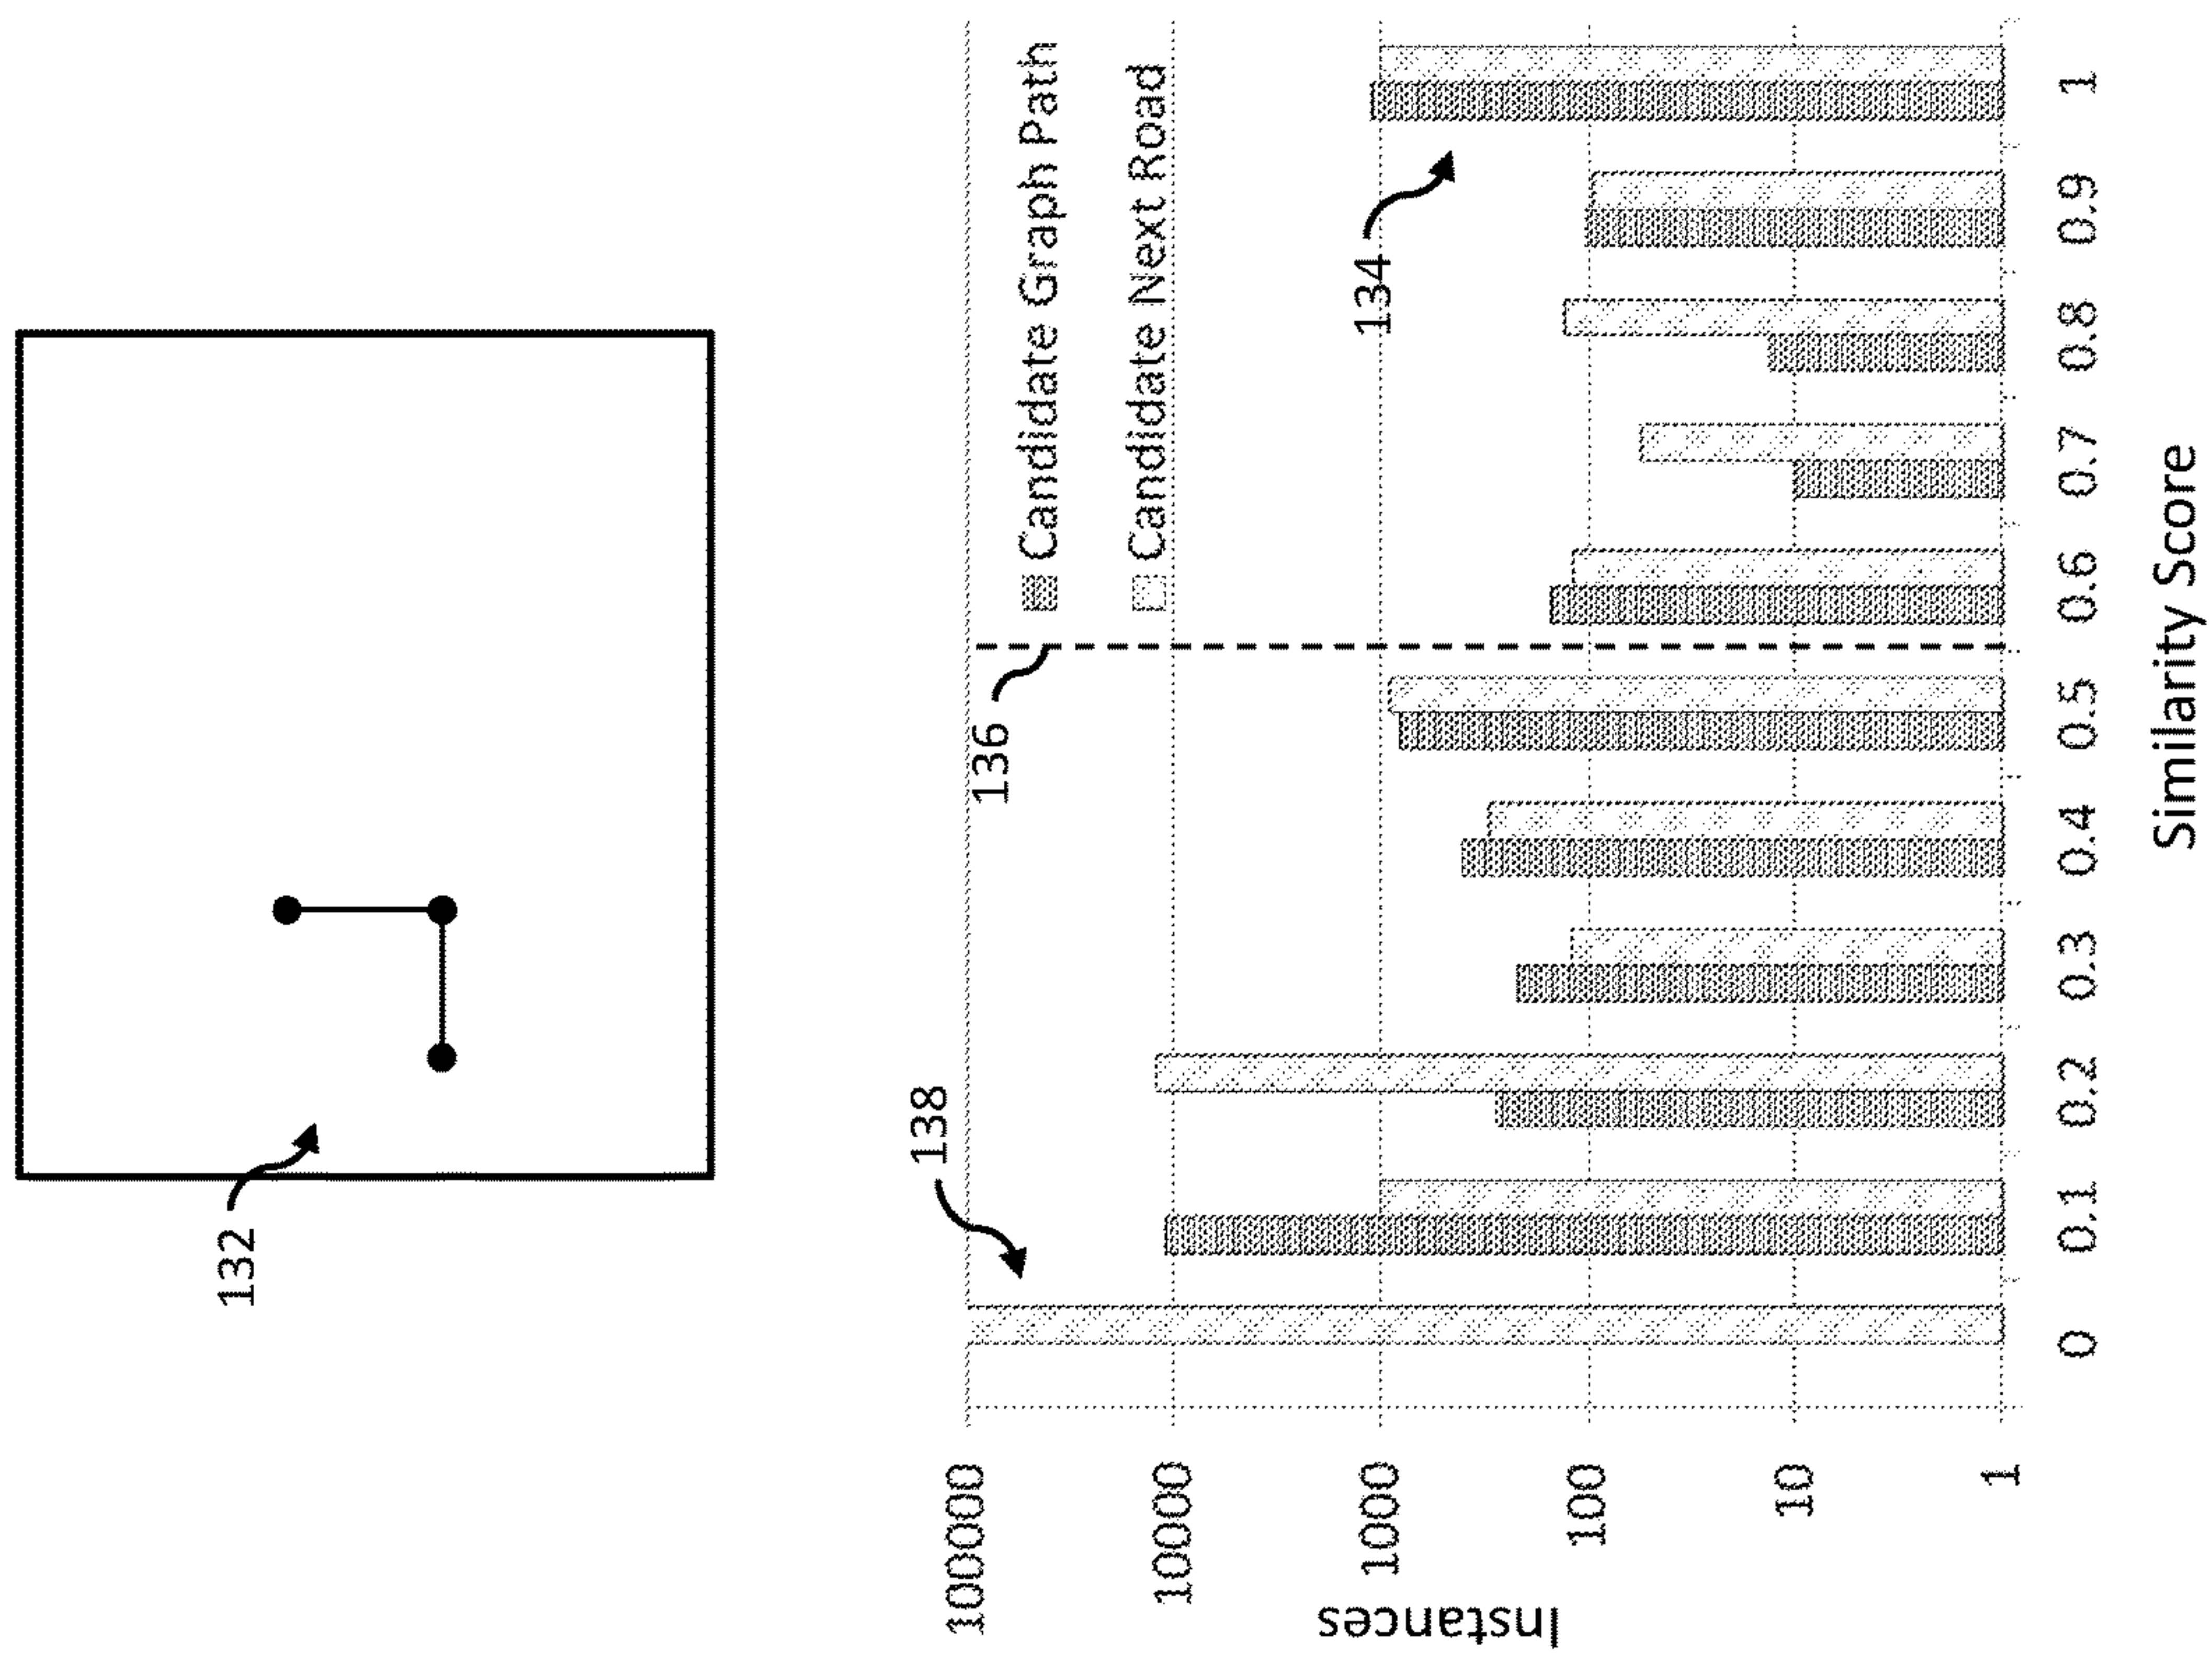 132
138
136
134
Candidate Graph Path
Candidate Next Road
100000
10000
1000
100
10
1
Instances
0 0.1 0.2 0.3 0.4 0.5 0.6 0.7 0.8 0.9 1
Similarity Score